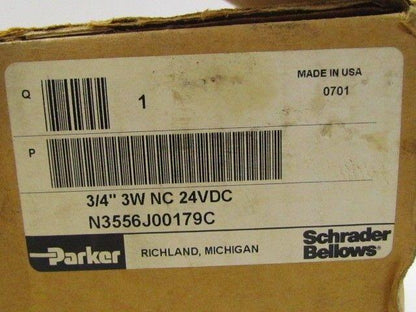 MADE IN USA
0701
Q 1
P
3/4" 3W NC 24VDC
N3556J00179C
Parker
RICHLAND, MICHIGAN
Schrader
Bellows®